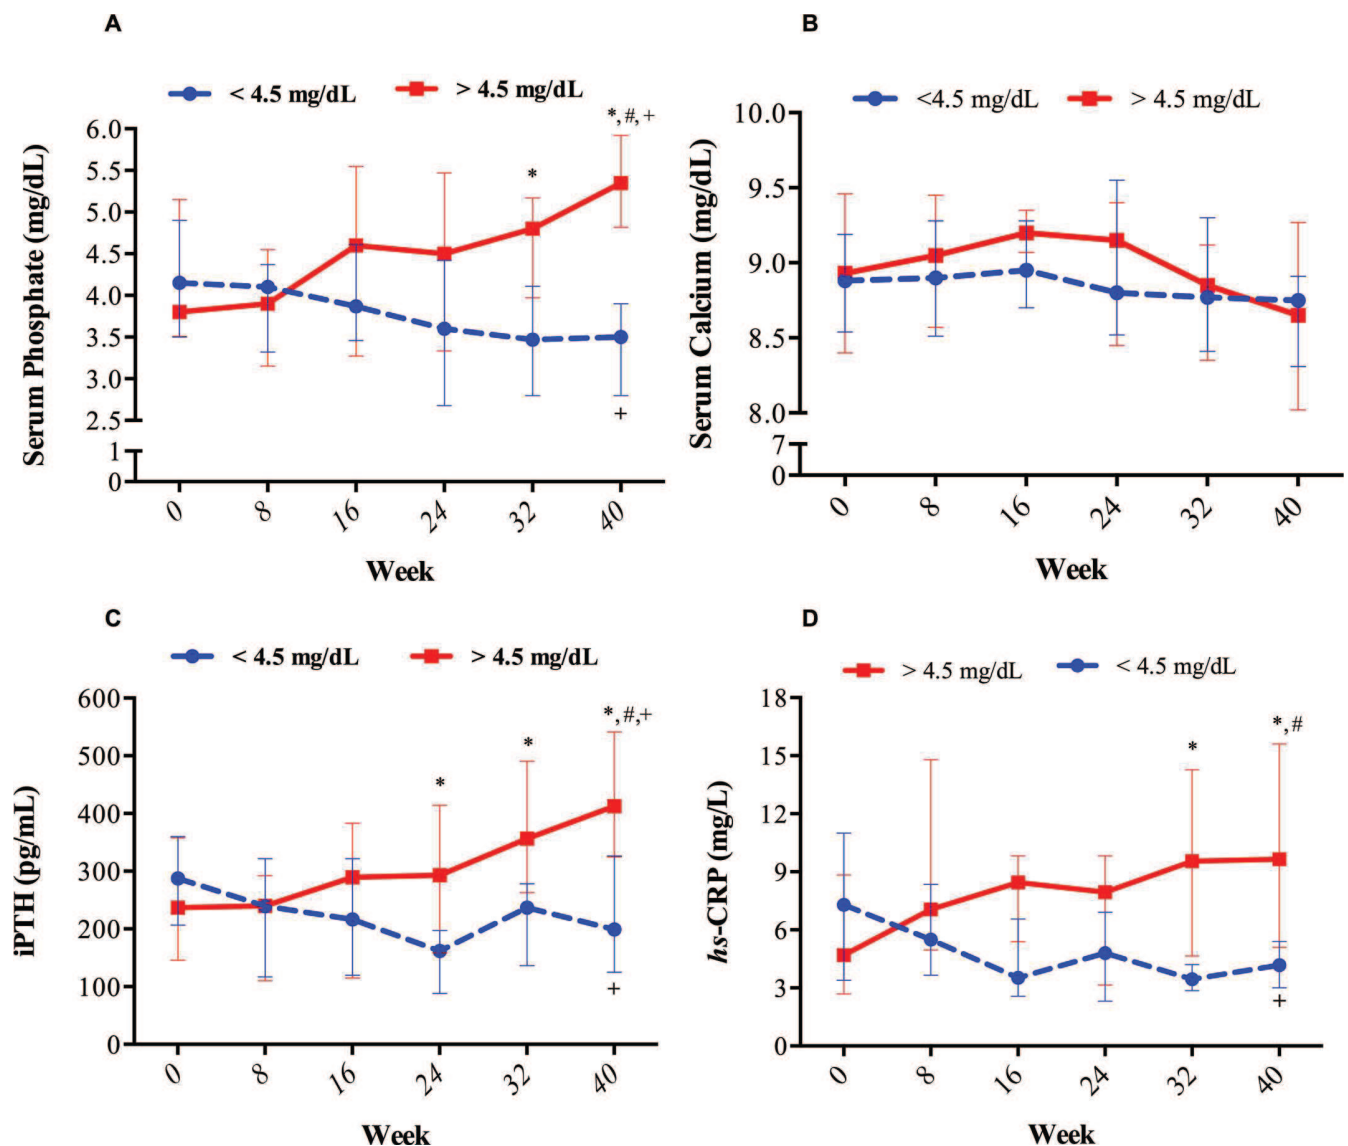 A
< 4.5 mg/dL > 4.5 mg/dL
*, #, +
*
+
Serum Phosphate (mg/dL)
6.0
5.5
5.0
4.5
4.0
3.5
3.0
2.5
1
0
0 8 16 24 32 40
Week
B
<4.5 mg/dL > 4.5 mg/dL
Serum Calcium (mg/dL)
10.0
9.5
9.0
8.5
8.0
7
0
0 8 16 24 32 40
Week
C
< 4.5 mg/dL > 4.5 mg/dL
*, #,+
*
*
+
iPTH (pg/mL)
600
500
400
300
200
100
0
0 8 16 24 32 40
Week
D
> 4.5 mg/dL < 4.5 mg/dL
*, #
*
+
hs-CRP (mg/L)
18
15
12
9
6
3
0
0 8 16 24 32 40
Week